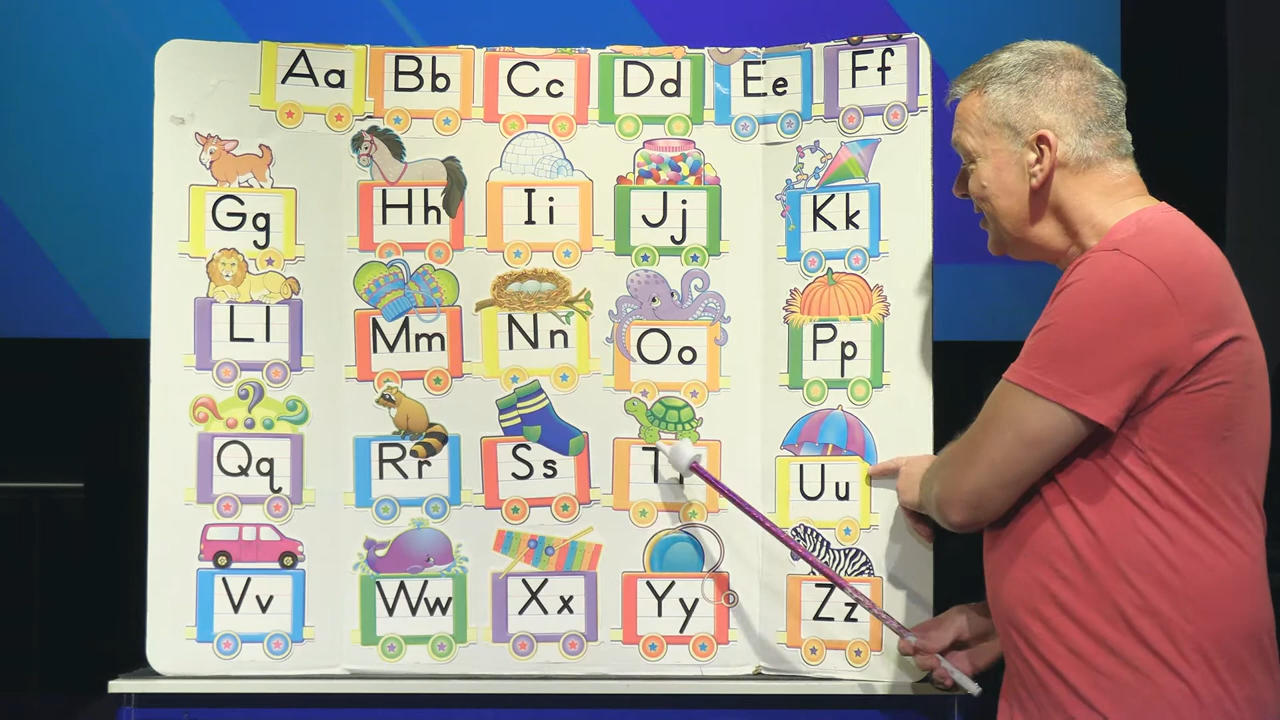 Aa Bb Cc Dd Ee Ff
Gg Hh Ii Jj Kk
Ll Mm Nn Oo Pp
Qq Rr Ss T Uu
Vv Ww Xx Yy Zz